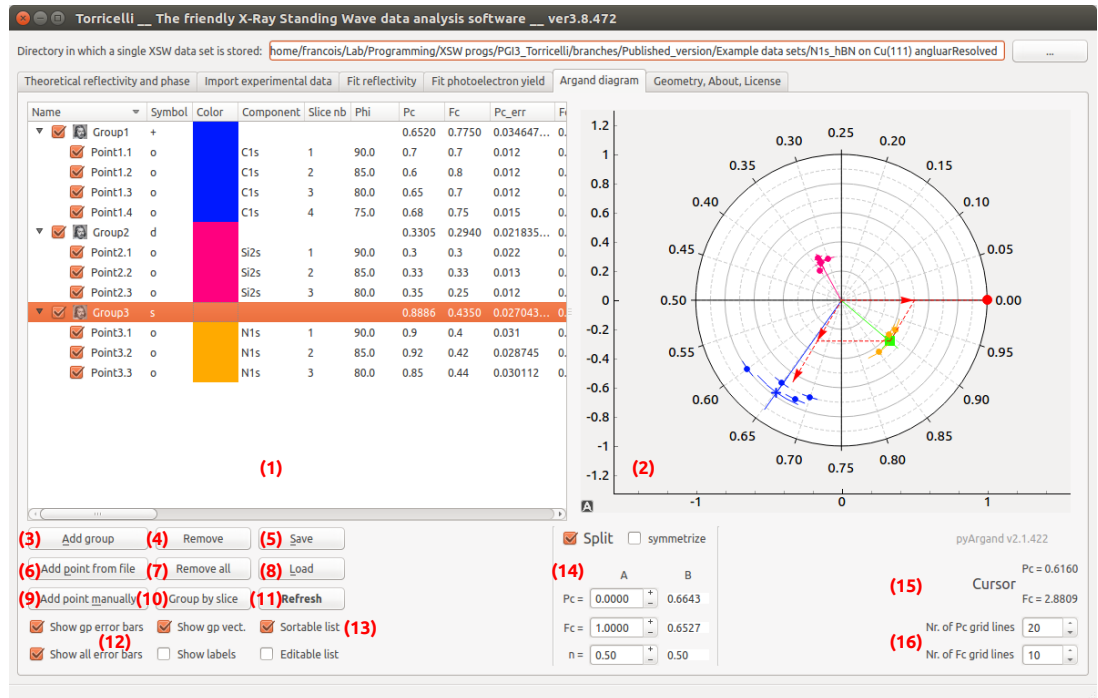 Torricelli __ The friendly X-Ray Standing Wave data analysis software __ ver3.8.472
Directory in which a single XSW data set is stored: home/francois/Lab/Programming/XSW progs/PGI3_Torricelli/branches/Published_version/Example data sets/N1s_hBN on Cu(111) angluarResolved ...
Theoretical reflectivity and phase Import experimental data Fit reflectivity Fit photoelectron yield Argand diagram Geometry, About, License
Name Symbol Color Component Slice nb Phi Pc Fc Pc_err
Group1 + 0.6520 0.7750 0.034647... 0.
Point1.1 o C1s 1 90.0 0.7 0.7 0.012 0.
Point1.2 o C1s 2 85.0 0.6 0.8 0.012 0.
Point1.3 o C1s 3 80.0 0.65 0.7 0.012 0.
Point1.4 o C1s 4 75.0 0.68 0.75 0.015 0.
Group2 d 0.3305 0.2940 0.021835... 0.
Point2.1 o Si2s 1 90.0 0.3 0.3 0.022 0.
Point2.2 o Si2s 2 85.0 0.33 0.33 0.013 0.
Point2.3 o Si2s 3 80.0 0.35 0.25 0.012 0.
Group3 s 0.8886 0.4350 0.027043... 0.
Point3.1 o N1s 1 90.0 0.9 0.4 0.031 0.
Point3.2 o N1s 2 85.0 0.92 0.42 0.028745 0.
Point3.3 o N1s 3 80.0 0.85 0.44 0.030112 0.
(1)
1.2
1
0.8
0.6
0.4
0.2
0
-0.2
-0.4
-0.6
-0.8
-1
-1.2
0.25
0.30 0.20
0.35 0.15
0.40 0.10
0.45 0.05
0.50 0.00
0.55 0.95
0.60 0.90
0.65 0.85
0.70 0.75 0.80
(2)
A
-1 0 1
(3) Add group (4) Remove (5) Save
(6) Add point from file (7) Remove all (8) Load
(9) Add point manually (10) Group by slice (11) Refresh
Show gp error bars Show gp vect. Sortable list (13)
(12)
Show all error bars Show labels Editable list
Split symmetrize
(14) A B
Pc = 0.0000 + - 0.6643
Fc = 1.0000 + - 0.6527
n = 0.50 + - 0.50
pyArgand v2.1.422
Pc = 0.6160
(15) Cursor
Fc = 2.8809
Nr. of Pc grid lines 20
(16)
Nr. of Fc grid lines 10